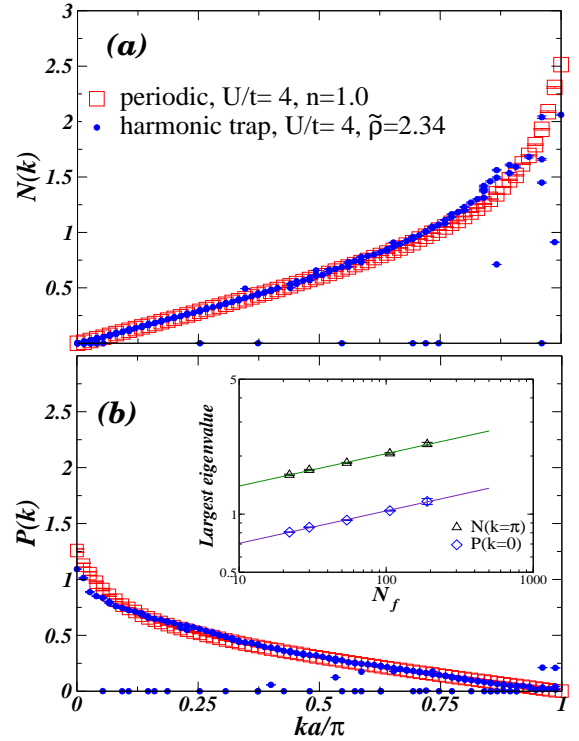 (a)
3
2.5
2
1.5
1
0.5
N(k)
periodic, U/t= 4, n=1.0
harmonic trap, U/t= 4, ρ̃=2.34
(b)
2.5
2
1.5
1
0.5
0
P(k)
5
1
0.5
Largest eigenvalue
N(k=π)
P(k=0)
10 100 1000
N_f
0 0.25 0.5 0.75 1
ka/π